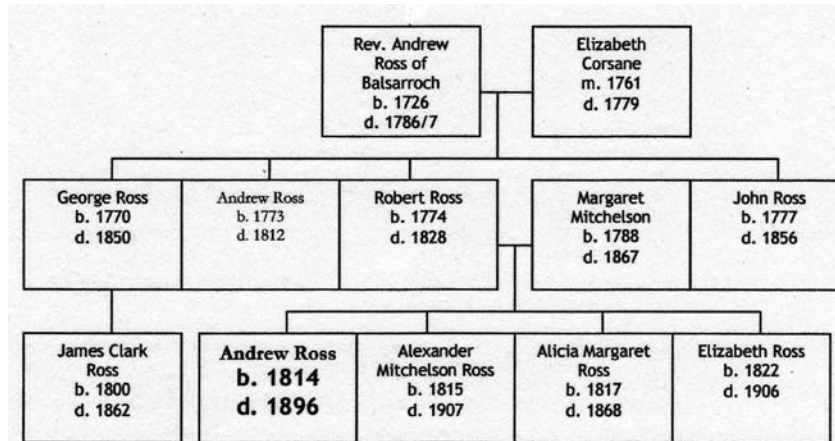 Rev. Andrew
Ross of
Balsarroch
b. 1726
d. 1786/7
Elizabeth
Corsane
m. 1761
d. 1779
George Ross
b. 1770
d. 1850
Andrew Ross
b. 1773
d. 1812
Robert Ross
b. 1774
d. 1828
Margaret
Mitchelson
b. 1788
d. 1867
John Ross
b. 1777
d. 1856
James Clark
Ross
b. 1800
d. 1862
Andrew Ross
b. 1814
d. 1896
Alexander
Mitchelson Ross
b. 1815
d. 1907
Alicia Margaret
Ross
b. 1817
d. 1868
Elizabeth Ross
b. 1822
d. 1906